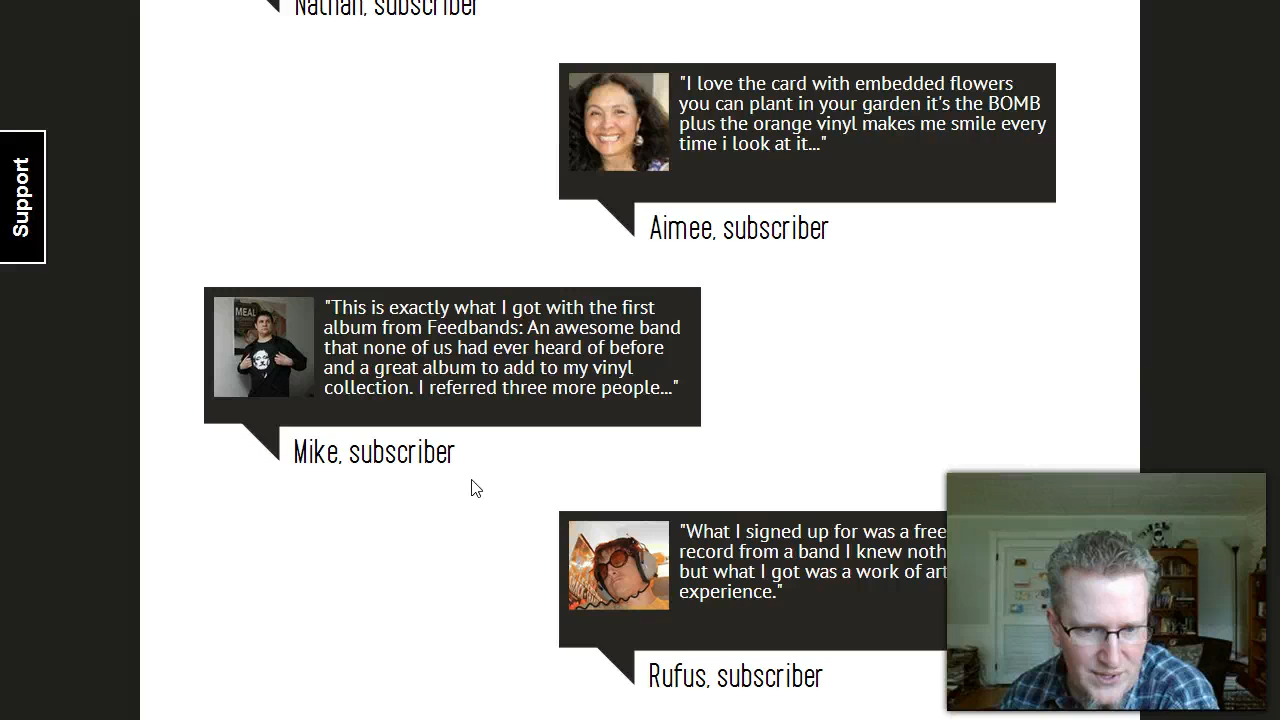 Nathan, subscriber
Support
"I love the card with embedded flowers
you can plant in your garden it's the BOMB
plus the orange vinyl makes me smile every
time i look at it..."
Aimee, subscriber
MEAL
"This is exactly what I got with the first
album from Feedbands: An awesome band
that none of us had ever heard of before
and a great album to add to my vinyl
collection. I referred three more people..."
Mike, subscriber
"What I signed up for was a free
record from a band I knew
but what I got was a work of art
experience."
Rufus, subscriber